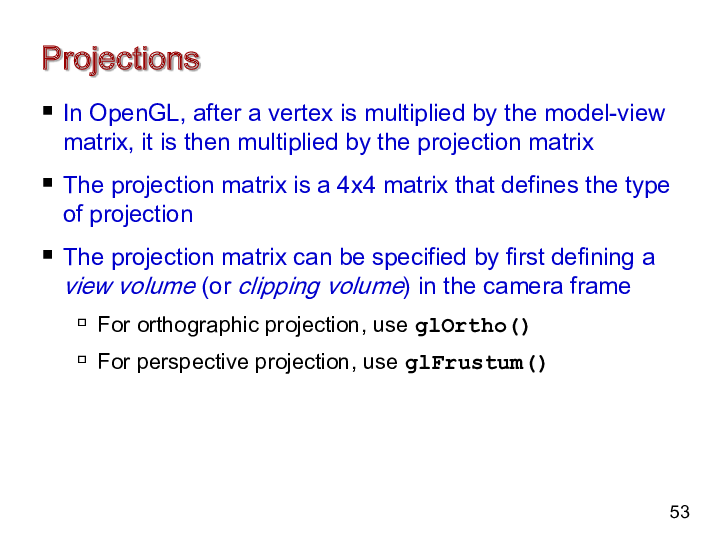 Projections
▪ In OpenGL, after a vertex is multiplied by the model-view
matrix, it is then multiplied by the projection matrix
▪ The projection matrix is a 4x4 matrix that defines the type
of projection
▪ The projection matrix can be specified by first defining a
view volume (or clipping volume) in the camera frame
▫ For orthographic projection, use glOrtho()
▫ For perspective projection, use glFrustum()
53